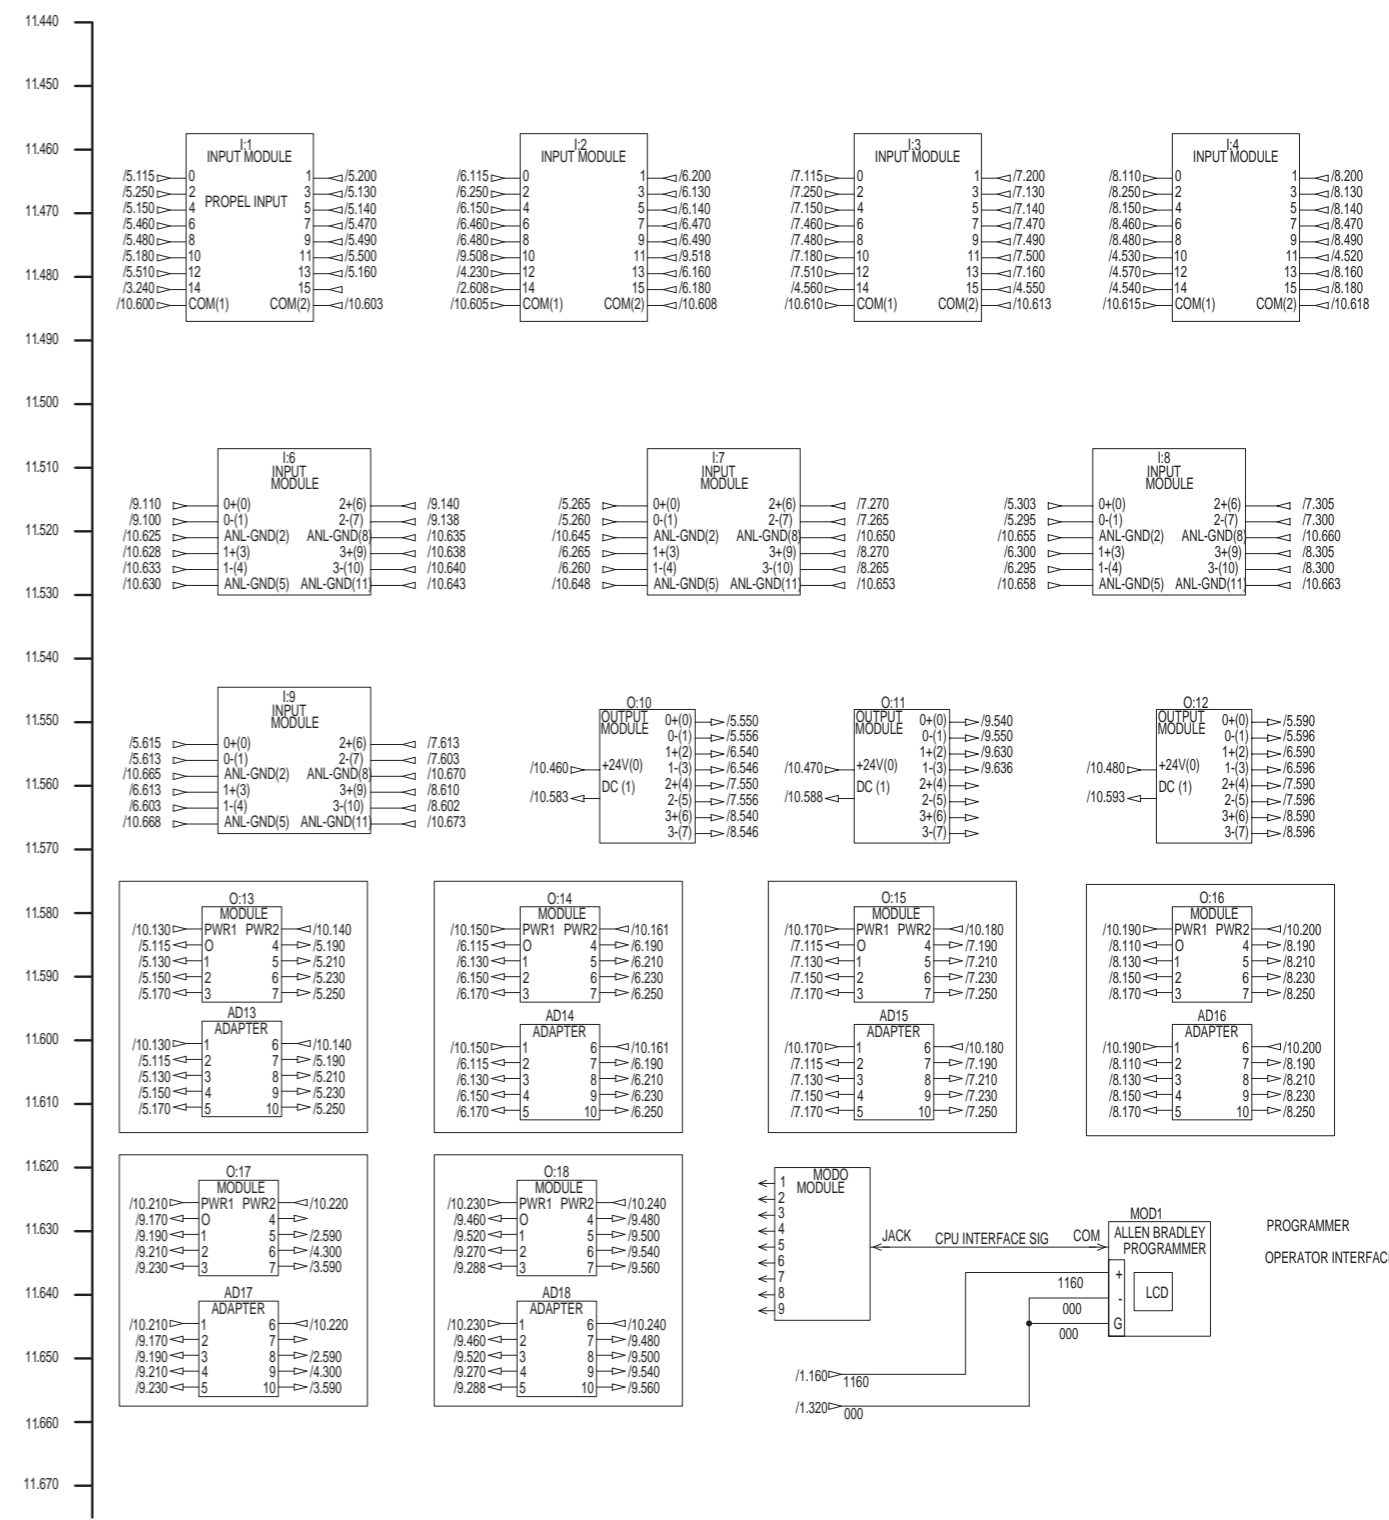 11.440
11.450
11.460
11.470
11.480
11.490
11.500
11.510
11.520
11.530
11.540
11.550
11.560
11.570
11.580
11.590
11.600
11.610
11.620
11.630
11.640
11.650
11.660
11.670
I:1
INPUT MODULE
PROPEL INPUT
/5.115 0 1 /5.200
/5.250 2 3 /5.130
/5.150 4 5 /5.140
/5.460 6 7 /5.470
/5.480 8 9 /5.490
/5.180 10 11 /5.500
/5.510 12 13 /5.160
/3.240 14 15
/10.600 COM(1) COM(2) /10.603
I:2
INPUT MODULE
/6.115 0 1 /6.200
/6.250 2 3 /6.130
/6.150 4 5 /6.140
/6.460 6 7 /6.470
/6.480 8 9 /6.490
/9.508 10 11 /9.518
/4.230 12 13 /6.160
/2.608 14 15 /6.180
/10.605 COM(1) COM(2) /10.608
I:3
INPUT MODULE
/7.115 0 1 /7.200
/7.250 2 3 /7.130
/7.150 4 5 /7.140
/7.460 6 7 /7.470
/7.480 8 9 /7.490
/7.180 10 11 /7.500
/7.510 12 13 /7.160
/4.560 14 15 /4.550
/10.610 COM(1) COM(2) /10.613
I:4
INPUT MODULE
/8.110 0 1 /8.200
/8.250 2 3 /8.130
/8.150 4 5 /8.140
/8.460 6 7 /8.470
/8.480 8 9 /8.490
/4.530 10 11 /4.520
/4.570 12 13 /8.160
/4.540 14 15 /8.180
/10.615 COM(1) COM(2) /10.618
I:6
INPUT
MODULE
/9.110 0+(0) 2+(6) /9.140
/9.100 0-(1) 2-(7) /9.138
/10.625 ANL-GND(2) ANL-GND(8) /10.635
/10.628 1+(3) 3+(9) /10.638
/10.633 1-(4) 3-(10) /10.640
/10.630 ANL-GND(5) ANL-GND(11) /10.643
I:7
INPUT
MODULE
/5.265 0+(0) 2+(6) /7.270
/5.260 0-(1) 2-(7) /7.265
/10.645 ANL-GND(2) ANL-GND(8) /10.650
/6.265 1+(3) 3+(9) /8.270
/6.260 1-(4) 3-(10) /8.265
/10.648 ANL-GND(5) ANL-GND(11) /10.653
I:8
INPUT
MODULE
/5.303 0+(0) 2+(6) /7.305
/5.295 0-(1) 2-(7) /7.300
/10.655 ANL-GND(2) ANL-GND(8) /10.660
/6.300 1+(3) 3+(9) /8.305
/6.295 1-(4) 3-(10) /8.300
/10.658 ANL-GND(5) ANL-GND(11) /10.663
I:9
INPUT
MODULE
/5.615 0+(0) 2+(6) /7.613
/5.613 0-(1) 2-(7) /7.603
/10.665 ANL-GND(2) ANL-GND(8) /10.670
/6.613 1+(3) 3+(9) /8.610
/6.603 1-(4) 3-(10) /8.602
/10.668 ANL-GND(5) ANL-GND(11) /10.673
O:10
OUTPUT
MODULE
/10.460 +24V(0)
/10.583 DC (1)
0+(0) /5.550
0-(1) /5.556
1+(2) /6.540
1-(3) /6.546
2+(4) /7.550
2-(5) /7.556
3+(6) /8.540
3-(7) /8.546
O:11
OUTPUT
MODULE
/10.470 +24V(0)
/10.588 DC (1)
0+(0) /9.540
0-(1) /9.550
1+(2) /9.630
1-(3) /9.636
2+(4)
2-(5)
3+(6)
3-(7)
O:12
OUTPUT
MODULE
/10.480 +24V(0)
/10.593 DC (1)
0+(0) /5.590
0-(1) /5.596
1+(2) /6.590
1-(3) /6.596
2+(4) /7.590
2-(5) /7.596
3+(6) /8.590
3-(7) /8.596
O:13
MODULE
/10.130 PWR1 PWR2 /10.140
/5.115 O 4 /5.190
/5.130 1 5 /5.210
/5.150 2 6 /5.230
/5.170 3 7 /5.250
AD13
ADAPTER
/10.130 1 6 /10.140
/5.115 2 7 /5.190
/5.130 3 8 /5.210
/5.150 4 9 /5.230
/5.170 5 10 /5.250
O:14
MODULE
/10.150 PWR1 PWR2 /10.161
/6.115 O 4 /6.190
/6.130 1 5 /6.210
/6.150 2 6 /6.230
/6.170 3 7 /6.250
AD14
ADAPTER
/10.150 1 6 /10.161
/6.115 2 7 /6.190
/6.130 3 8 /6.210
/6.150 4 9 /6.230
/6.170 5 10 /6.250
O:15
MODULE
/10.170 PWR1 PWR2 /10.180
/7.115 O 4 /7.190
/7.130 1 5 /7.210
/7.150 2 6 /7.230
/7.170 3 7 /7.250
AD15
ADAPTER
/10.170 1 6 /10.180
/7.115 2 7 /7.190
/7.130 3 8 /7.210
/7.150 4 9 /7.230
/7.170 5 10 /7.250
O:16
MODULE
/10.190 PWR1 PWR2 /10.200
/8.110 O 4 /8.190
/8.130 1 5 /8.210
/8.150 2 6 /8.230
/8.170 3 7 /8.250
AD16
ADAPTER
/10.190 1 6 /10.200
/8.110 2 7 /8.190
/8.130 3 8 /8.210
/8.150 4 9 /8.230
/8.170 5 10 /8.250
O:17
MODULE
/10.210 PWR1 PWR2 /10.220
/9.170 O 4
/9.190 1 5 /2.590
/9.210 2 6 /4.300
/9.230 3 7 /3.590
AD17
ADAPTER
/10.210 1 6 /10.220
/9.170 2 7
/9.190 3 8 /2.590
/9.210 4 9 /4.300
/9.230 5 10 /3.590
O:18
MODULE
/10.230 PWR1 PWR2 /10.240
/9.460 O 4 /9.480
/9.520 1 5 /9.500
/9.270 2 6 /9.540
/9.288 3 7 /9.560
AD18
ADAPTER
/10.230 1 6 /10.240
/9.460 2 7 /9.480
/9.520 3 8 /9.500
/9.270 4 9 /9.540
/9.288 5 10 /9.560
MODO
MODULE
1
2
3
4
5
6
7
8
9
JACK CPU INTERFACE SIG COM
MOD1
ALLEN BRADLEY
PROGRAMMER
LCD
+
-
G
1160
000
000
/1.160 1160
/1.320 000
PROGRAMMER
OPERATOR INTERFAC